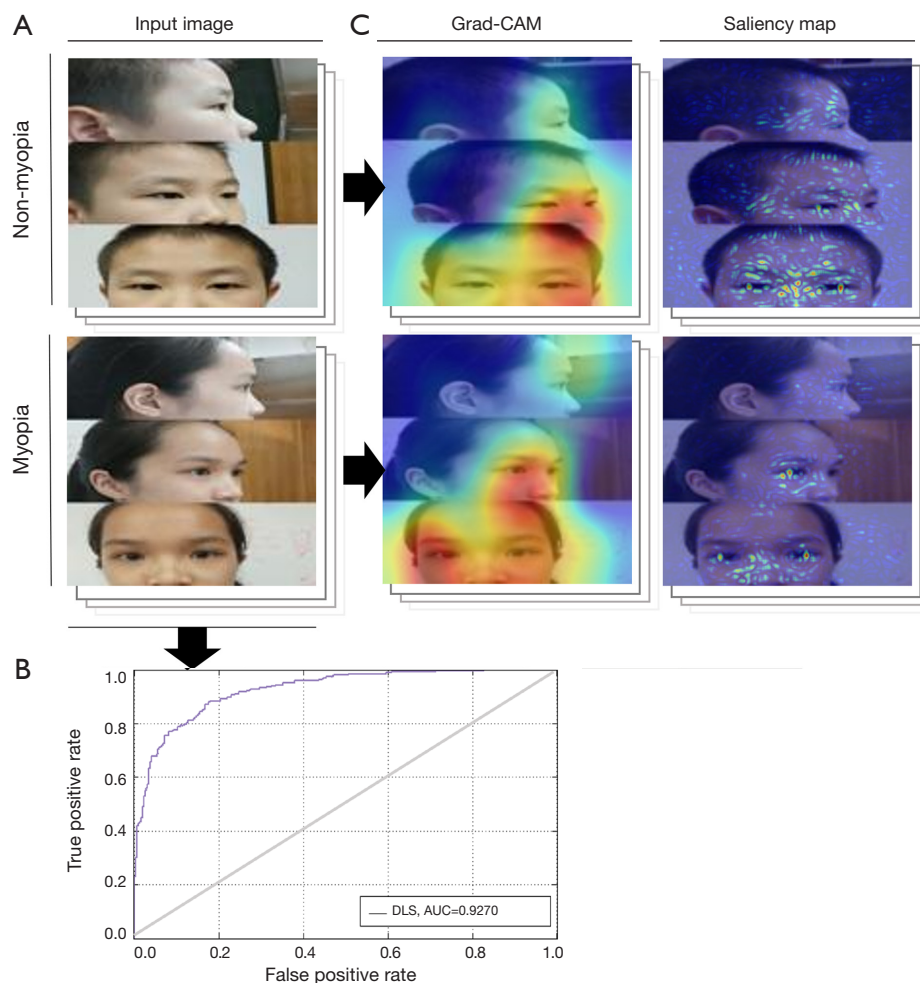 A
Input image
C
Grad-CAM
Saliency map
Non-myopia
Myopia
B
1.0
0.8
0.6
0.4
0.2
0.0
True positive rate
DLS, AUC=0.9270
0.0
0.2
0.4
0.6
0.8
1.0
False positive rate